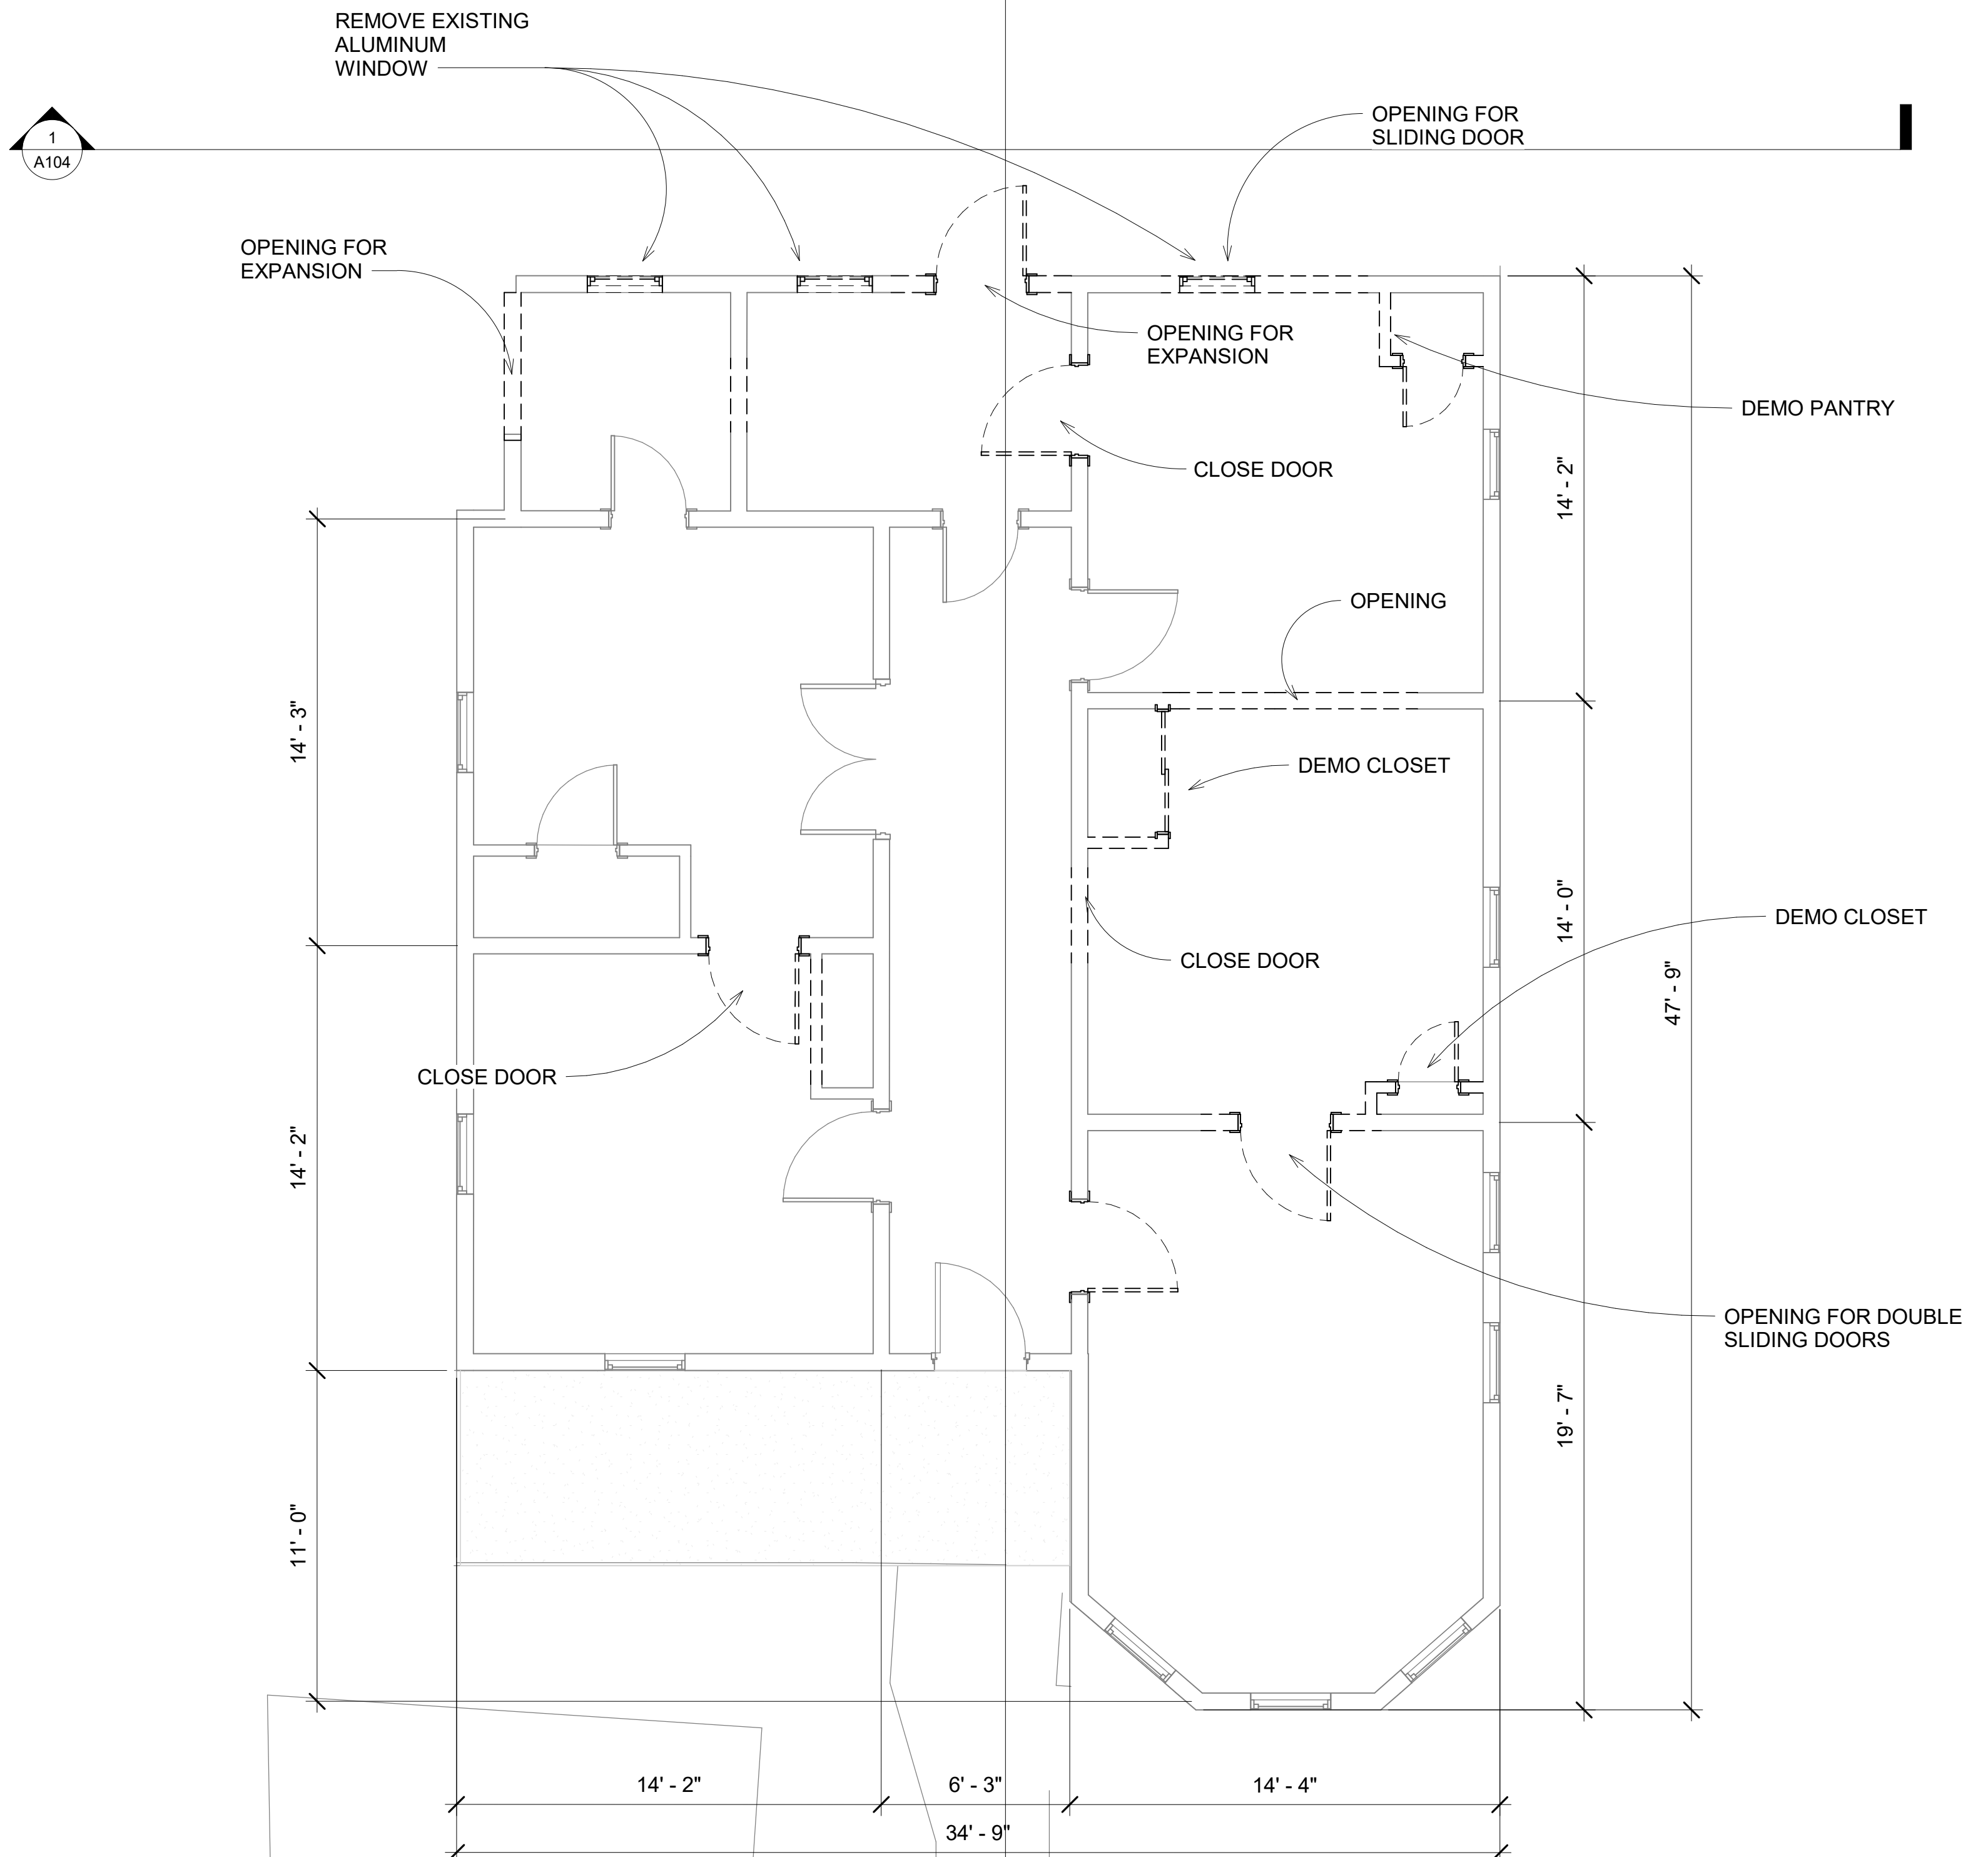 REMOVE EXISTING
ALUMINUM
WINDOW
1
A104
OPENING FOR
SLIDING DOOR
OPENING FOR
EXPANSION
OPENING FOR
EXPANSION
DEMO PANTRY
CLOSE DOOR
14' - 2"
OPENING
14' - 3"
DEMO CLOSET
14' - 0"
DEMO CLOSET
CLOSE DOOR
47' - 9"
CLOSE DOOR
14' - 2"
OPENING FOR DOUBLE
SLIDING DOORS
19' - 7"
11' - 0"
14' - 2"
6' - 3"
14' - 4"
34' - 9"